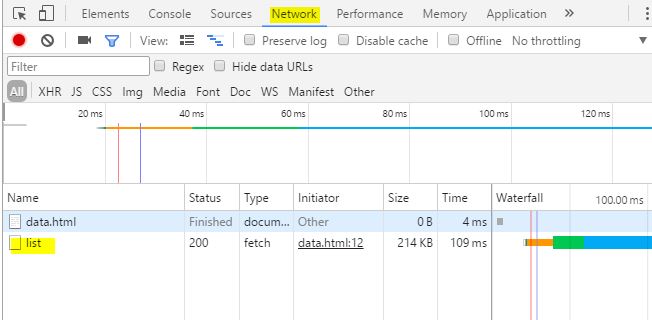 Elements Console Sources Network Performance Memory Application »
View: Preserve log Disable cache Offline No throttling
Filter Regex Hide data URLs
All XHR JS CSS Img Media Font Doc WS Manifest Other
20 ms 40 ms 60 ms 80 ms 100 ms 120 ms
Name Status Type Initiator Size Time Waterfall 100.00 ms
data.html Finished docum... Other 0 B 4 ms
list 200 fetch data.html:12 214 KB 109 ms